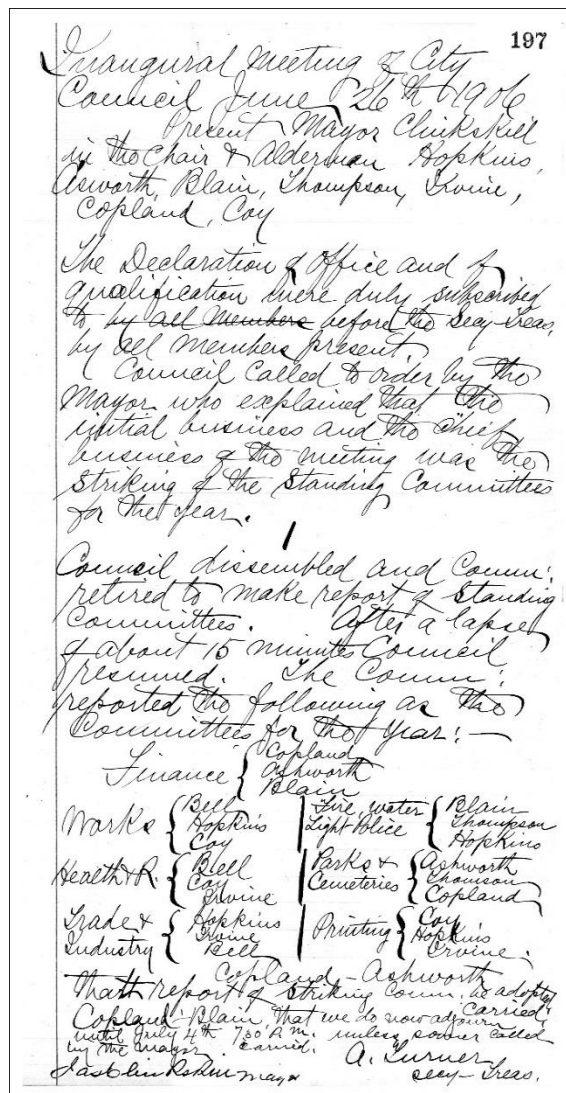 197
Inaugural Meeting of City
Council June 26th 1906
Present Mayor Clinkskill
in the Chair & Alderman Hopkins,
Asworth, Blain, Thompson, Irvine,
Copland, Coy
The Declaration of Office and of
qualification were duly subscribed
to by all members before the Secy-Treas,
by all members present.
Council called to order by the
Mayor who explained that the
initial business and the chief
business of the meeting was the
striking of the Standing Committees
for the year.
Council dissembled and Comm:
retired to make report of Standing
Committees. After a lapse
of about 15 minutes Council
resumed. The Comm:
reported the following as the
Committees for the Year:—
Finance { Copland
Ashworth
Blain
Works { Bell
Hopkins
Coy
Fire, water
Light Police { Blain
Thompson
Hopkins
Health & R. { Bell
Coy
Irvine
Parks &
Cemeteries { Ashworth
Thomson
Copland
Trade &
Industry { Hopkins
Irvine
Bell
Printing { Coy
Hopkins
Irvine.
Copland – Ashworth
That report of striking Comm. be adopted
Carried.
Copland – Blain, that we do now adjourn
until July 4th 7.30 P.M. unless sooner called
by the Mayor. Carried.
Jas Clinkskill Mayor
A. Turner
Secy-Treas.